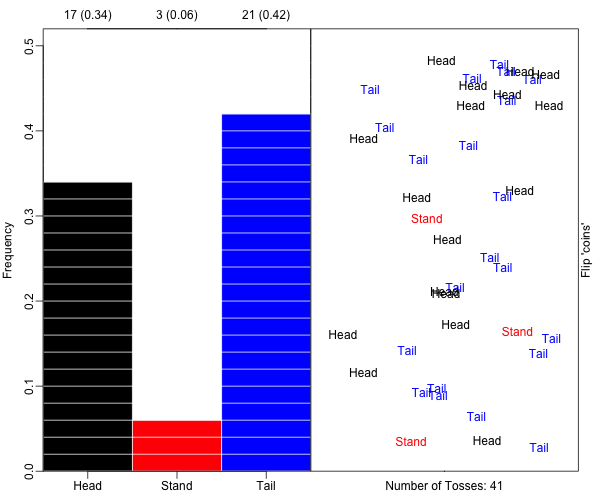 17 (0.34) 3 (0.06) 21 (0.42)
0.5
0.4
0.3
0.2
0.1
0.0
Frequency
Head Stand Tail
Head
Tail
Tail
Head
Head
Tail
Tail
Head
Tail
Head
Tail
Head
Head
Tail
Head
Tail
Tail
Head
Tail
Head
Stand
Head
Tail
Tail
Tail
Head
Head
Head
Stand
Head
Tail
Tail
Tail
Head
Tail
Tail
Tail
Tail
Stand
Head
Tail
Flip 'coins'
Number of Tosses: 41